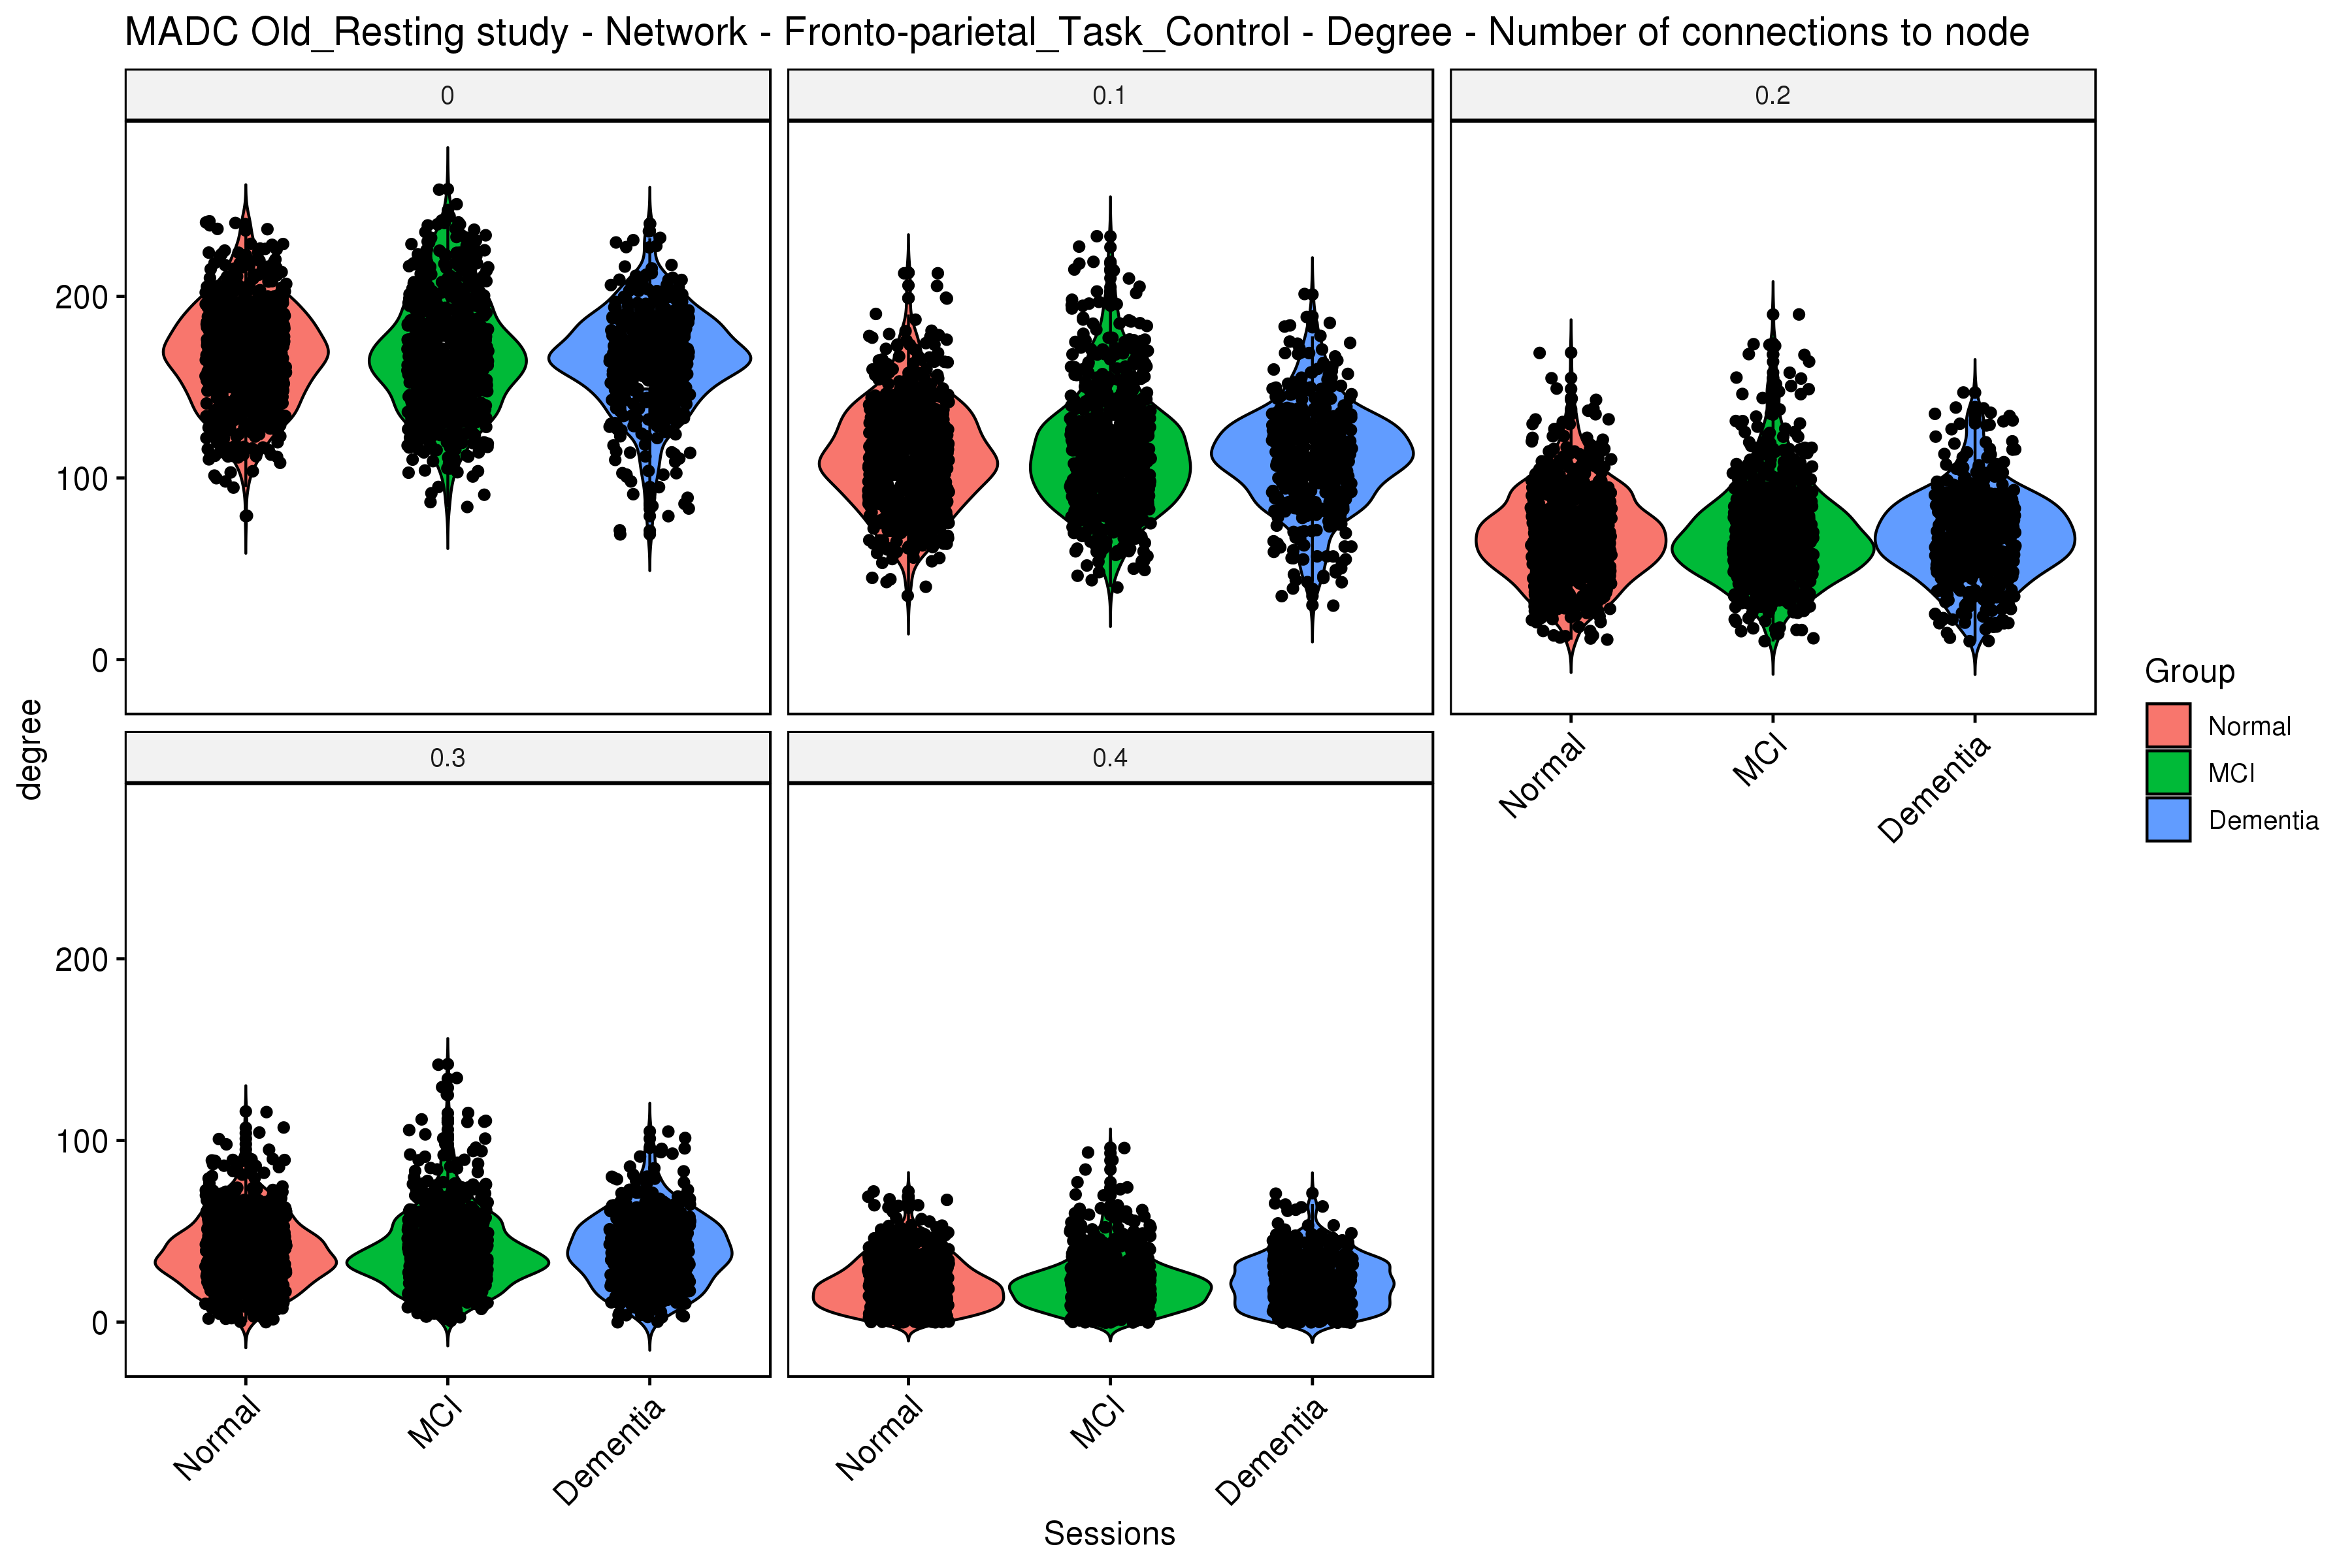 MADC Old_Resting study - Network - Fronto-parietal_Task_Control - Degree - Number of connections to node
0
0.1
0.2
200
100
0
degree
Normal
MCI
Dementia
Group
Normal
MCI
Dementia
0.3
0.4
200
100
0
Normal
MCI
Dementia
Normal
MCI
Dementia
Sessions